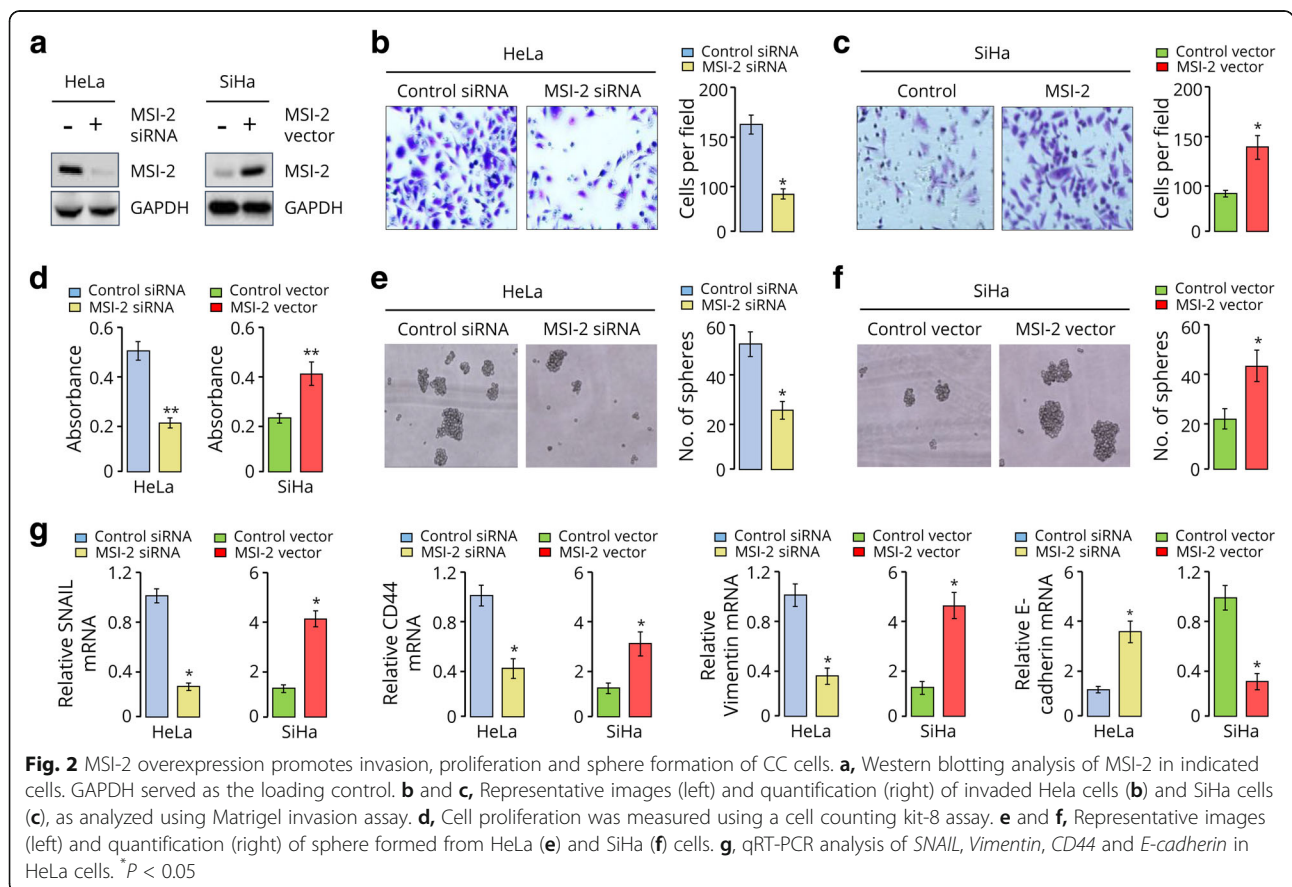 a
HeLa
SiHa
- + MSI-2 siRNA
- + MSI-2 vector
MSI-2
MSI-2
GAPDH
GAPDH
b
HeLa
Control siRNA
MSI-2 siRNA
Control siRNA
MSI-2 siRNA
Cells per field
200
150
100
0
*
c
SiHa
Control
MSI-2
Control vector
MSI-2 vector
Cells per field
200
150
100
0
*
d
Control siRNA
MSI-2 siRNA
Absorbance
0.6
0.4
0.2
0
**
HeLa
Control vector
MSI-2 vector
Absorbance
0.6
0.4
0.2
0
**
SiHa
e
HeLa
Control siRNA
MSI-2 siRNA
Control siRNA
MSI-2 siRNA
No. of spheres
60
40
20
0
*
f
SiHa
Control vector
MSI-2 vector
Control vector
MSI-2 vector
No. of spheres
60
40
20
0
*
g
Control siRNA
MSI-2 siRNA
Relative SNAIL
mRNA
1.2
0.8
0.4
0
*
HeLa
Control vector
MSI-2 vector
6
4
2
0
*
SiHa
Control siRNA
MSI-2 siRNA
Relative CD44
mRNA
1.2
0.8
0.4
0
*
HeLa
Control vector
MSI-2 vector
6
4
2
0
*
SiHa
Control siRNA
MSI-2 siRNA
Relative
Vimentin mRNA
1.2
0.8
0.4
0
*
HeLa
Control vector
MSI-2 vector
6
4
2
0
*
SiHa
Control siRNA
MSI-2 siRNA
Relative E-
cadherin mRNA
6
4
2
0
*
HeLa
Control vector
MSI-2 vector
1.2
0.8
0.4
0
*
SiHa
Fig. 2 MSI-2 overexpression promotes invasion, proliferation and sphere formation of CC cells. a, Western blotting analysis of MSI-2 in indicated
cells. GAPDH served as the loading control. b and c, Representative images (left) and quantification (right) of invaded Hela cells (b) and SiHa cells
(c), as analyzed using Matrigel invasion assay. d, Cell proliferation was measured using a cell counting kit-8 assay. e and f, Representative images
(left) and quantification (right) of sphere formed from HeLa (e) and SiHa (f) cells. g, qRT-PCR analysis of SNAIL, Vimentin, CD44 and E-cadherin in
HeLa cells. *P < 0.05